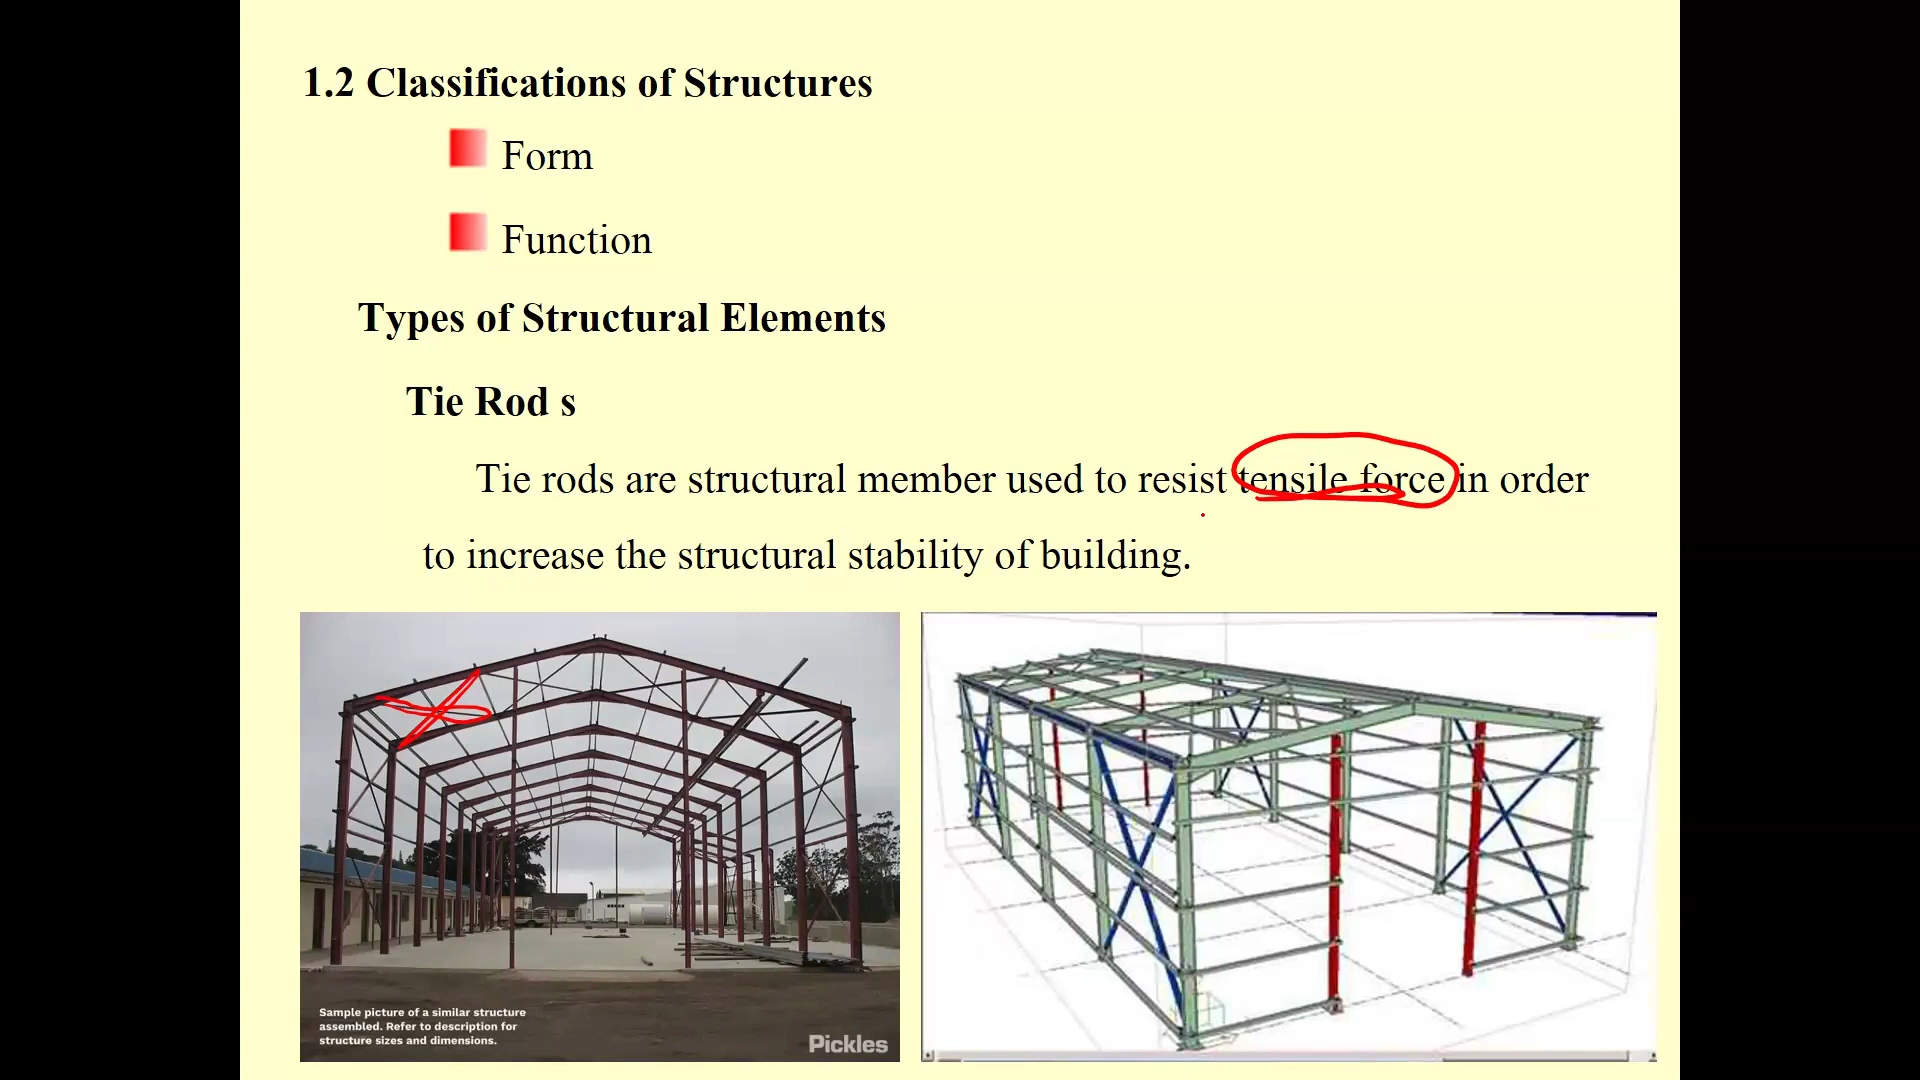 1.2 Classifications of Structures
Form
Function
Types of Structural Elements
Tie Rod s
Tie rods are structural member used to resist tensile force in order
to increase the structural stability of building.
Sample picture of a similar structure
assembled. Refer to description for
structure sizes and dimensions.
Pickles